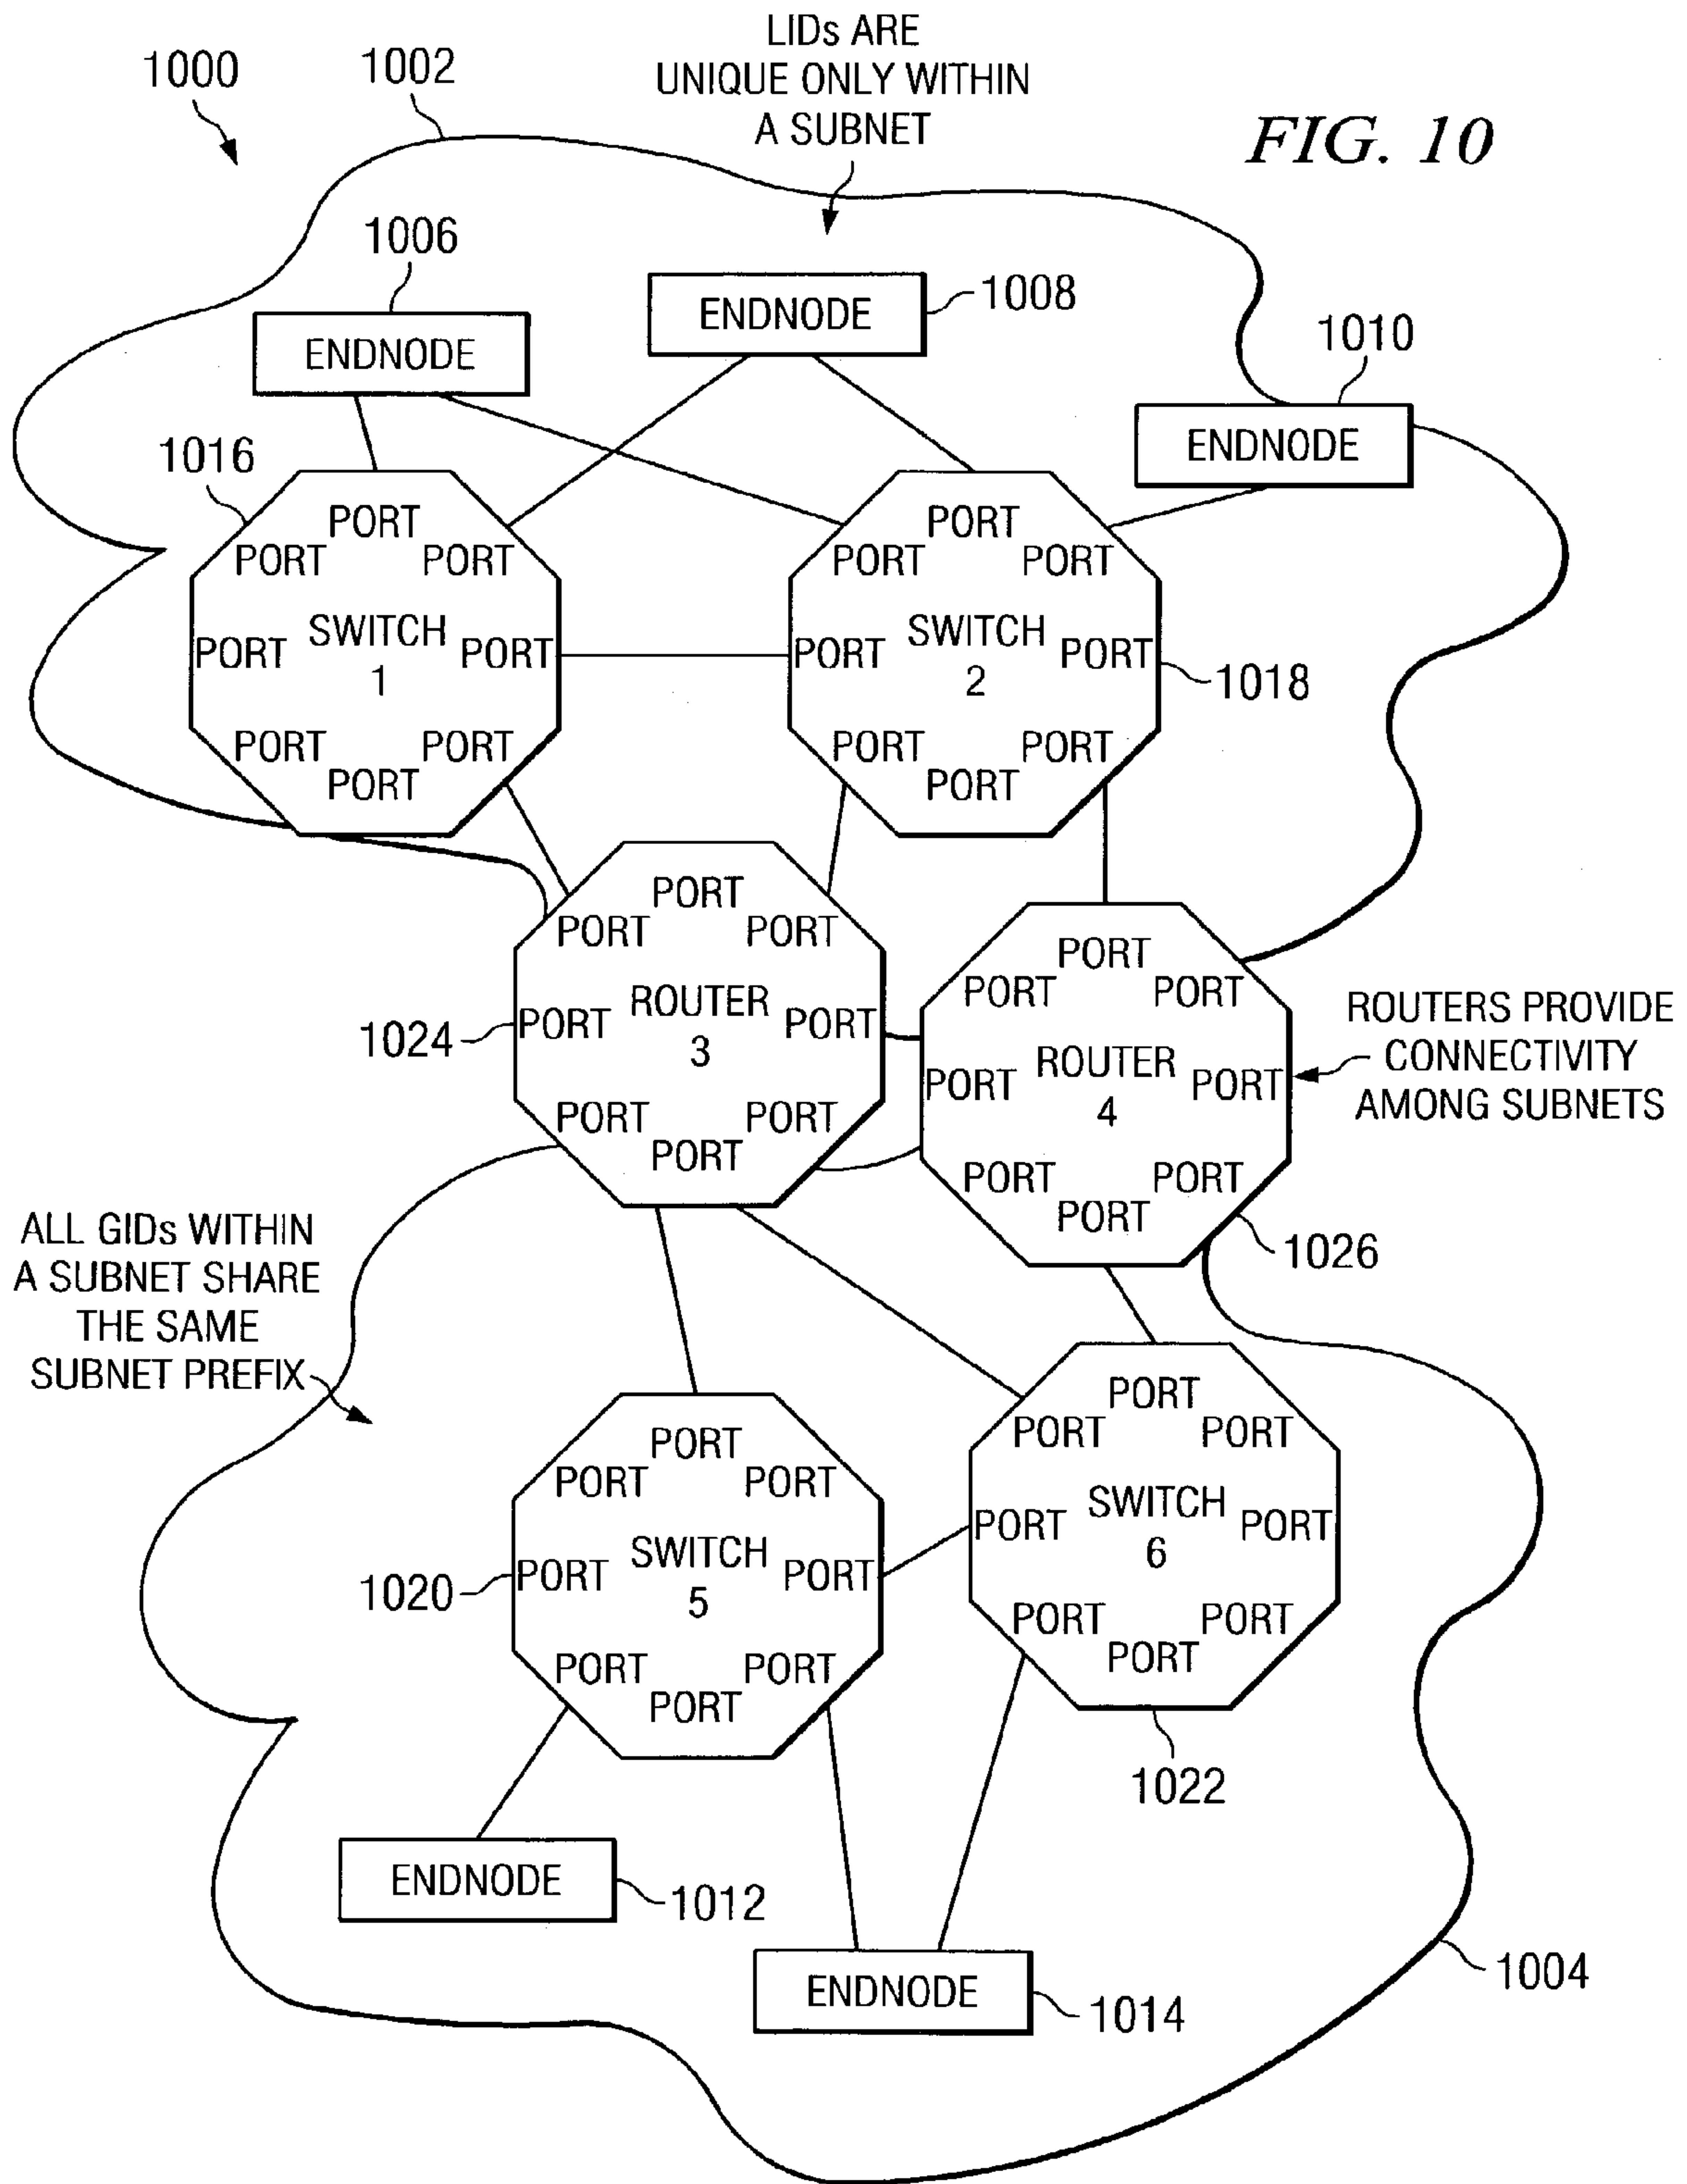 LIDs ARE
UNIQUE ONLY WITHIN
A SUBNET
1000
1002
FIG. 10
1006
ENDNODE
1008
ENDNODE
1010
ENDNODE
1016
PORT
PORT PORT
PORT SWITCH PORT
1
PORT PORT
PORT
PORT
PORT PORT
PORT SWITCH PORT
2
PORT PORT
PORT
1018
PORT
PORT PORT
PORT ROUTER PORT
3
PORT PORT
PORT
1024
PORT
PORT PORT
PORT ROUTER PORT
4
PORT PORT
PORT
1026
ROUTERS PROVIDE
CONNECTIVITY
AMONG SUBNETS
ALL GIDs WITHIN
A SUBNET SHARE
THE SAME
SUBNET PREFIX
PORT
PORT PORT
PORT SWITCH PORT
5
PORT PORT
PORT
1020
PORT
PORT PORT
PORT SWITCH PORT
6
PORT PORT
PORT
1022
ENDNODE
1012
ENDNODE
1014
1004